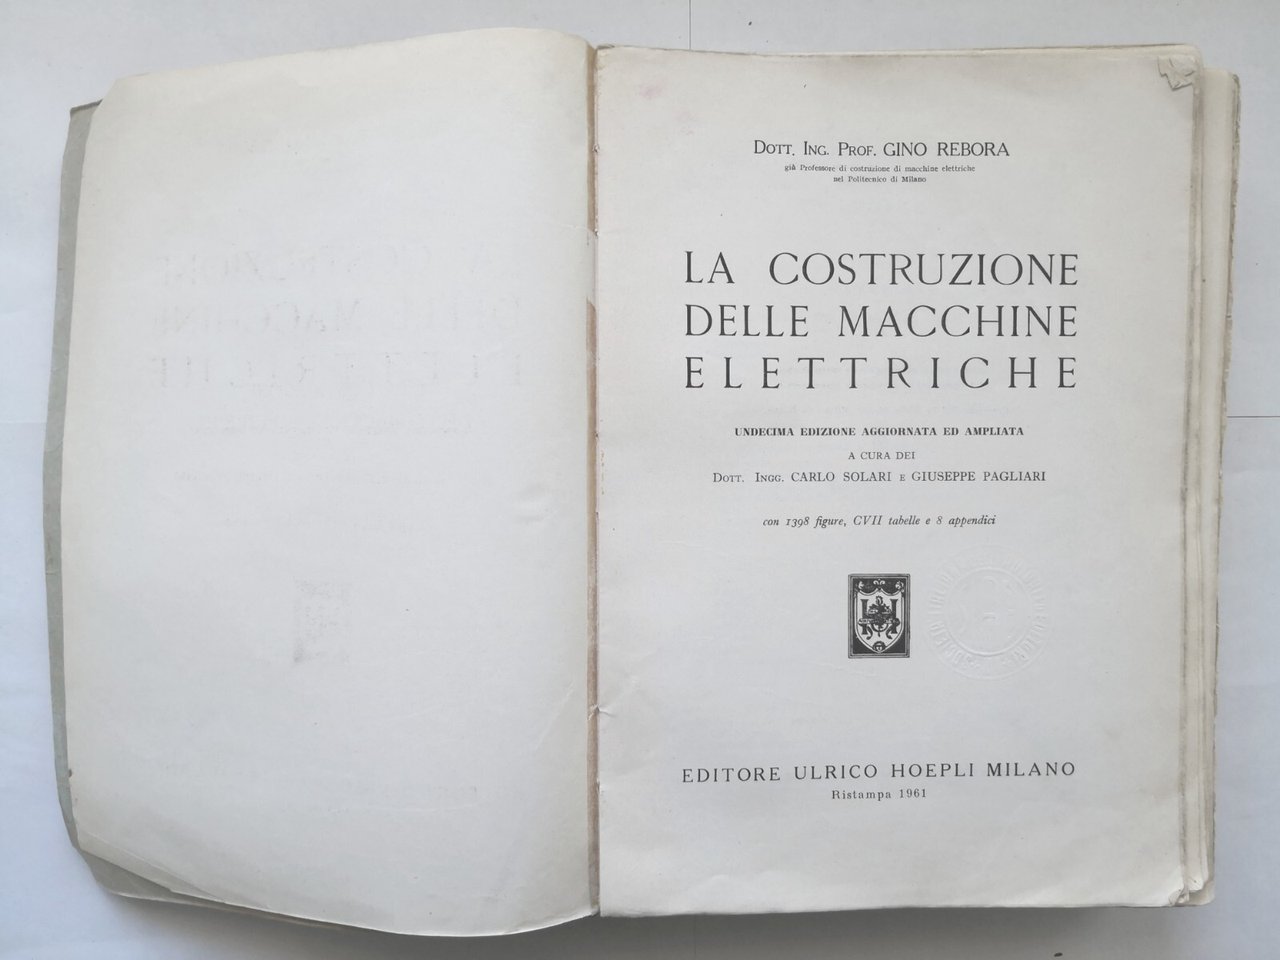 Dott. Ing. Prof. GINO REBORA
già Professore di costruzione di macchine elettriche
nel Politecnico di Milano
LA COSTRUZIONE
DELLE MACCHINE
ELETTRICHE
UNDECIMA EDIZIONE AGGIORNATA ED AMPLIATA
A CURA DEI
Dott. Ingg. CARLO SOLARI E GIUSEPPE PAGLIARI
con 1398 figure, CVII tabelle e 8 appendici
EDITORE ULRICO HOEPLI MILANO
Ristampa 1961